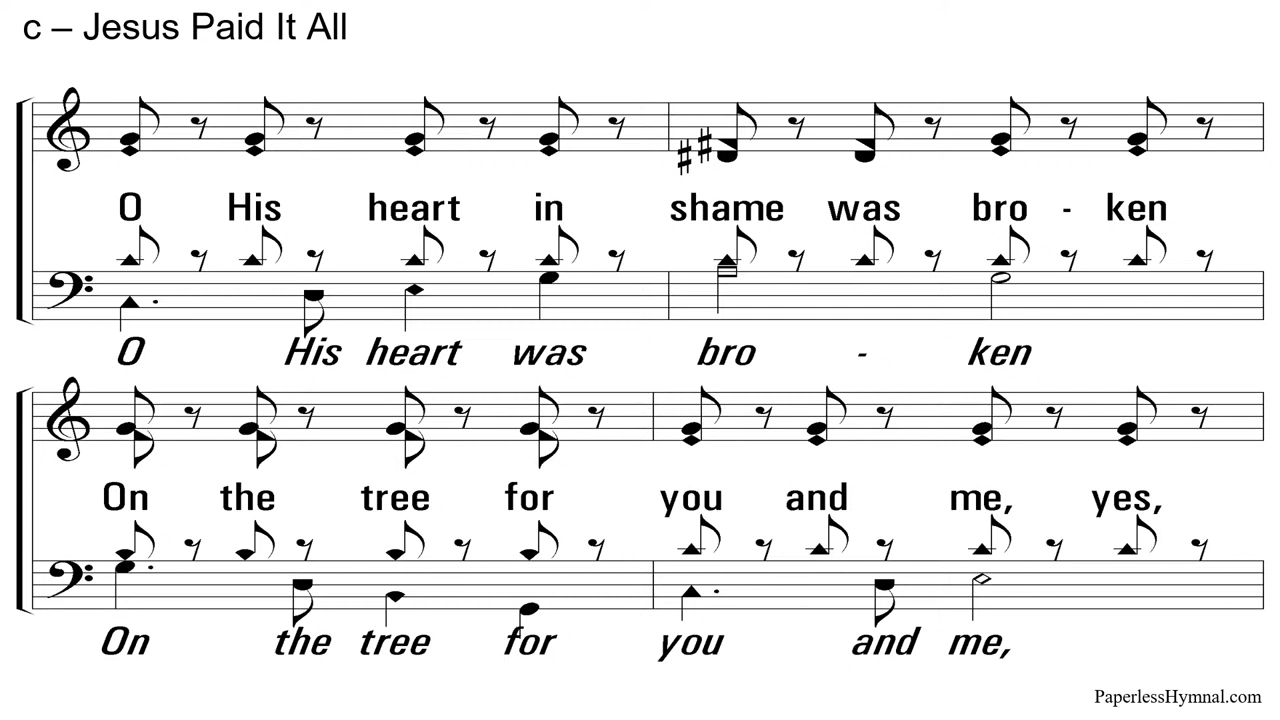 c – Jesus Paid It All
O His heart in shame was bro - ken
O His heart was bro - ken
On the tree for you and me, yes,
On the tree for you and me,
PaperlessHymnal.com